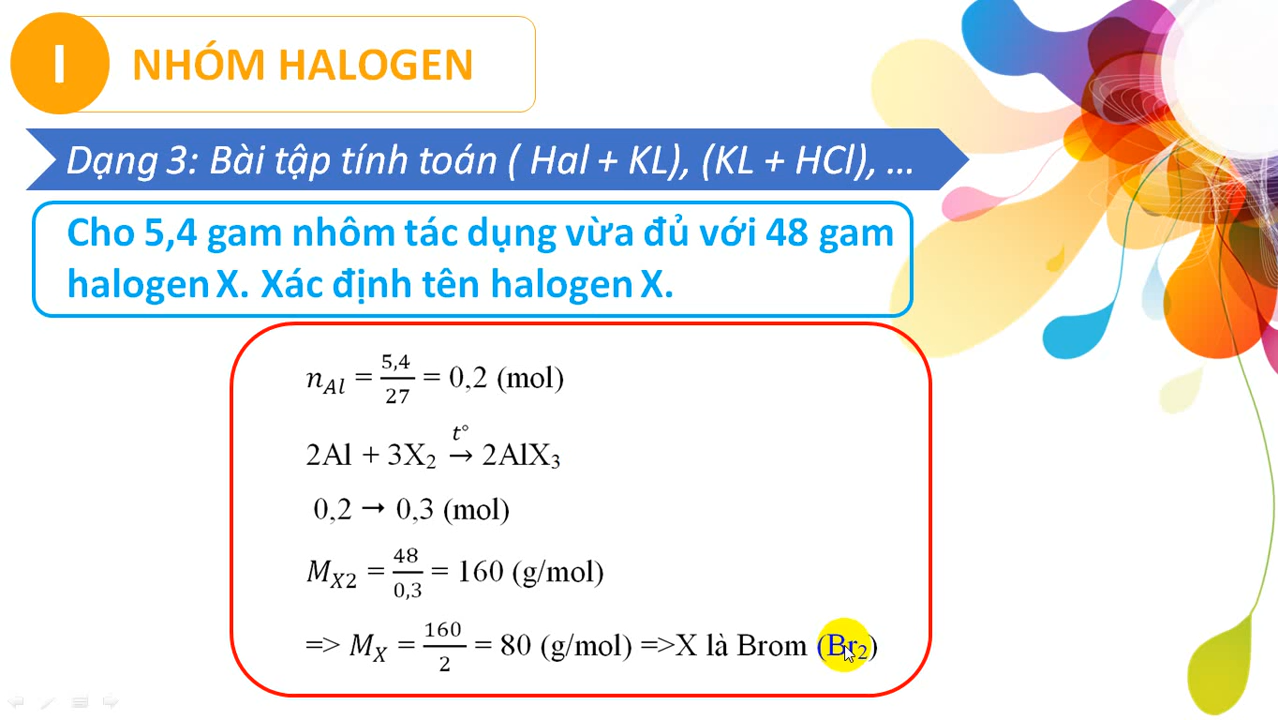 I
NHÓM HALOGEN
Dạng 3: Bài tập tính toán ( Hal + KL), (KL + HCl), ...
Cho 5,4 gam nhôm tác dụng vừa đủ với 48 gam
halogen X. Xác định tên halogen X.
n_Al = 5,4/27 = 0,2 (mol)
2Al + 3X₂ →(t°) 2AlX₃
0,2 → 0,3 (mol)
M_X2 = 48/0,3 = 160 (g/mol)
=> M_X = 160/2 = 80 (g/mol) =>X là Brom (Br₂)